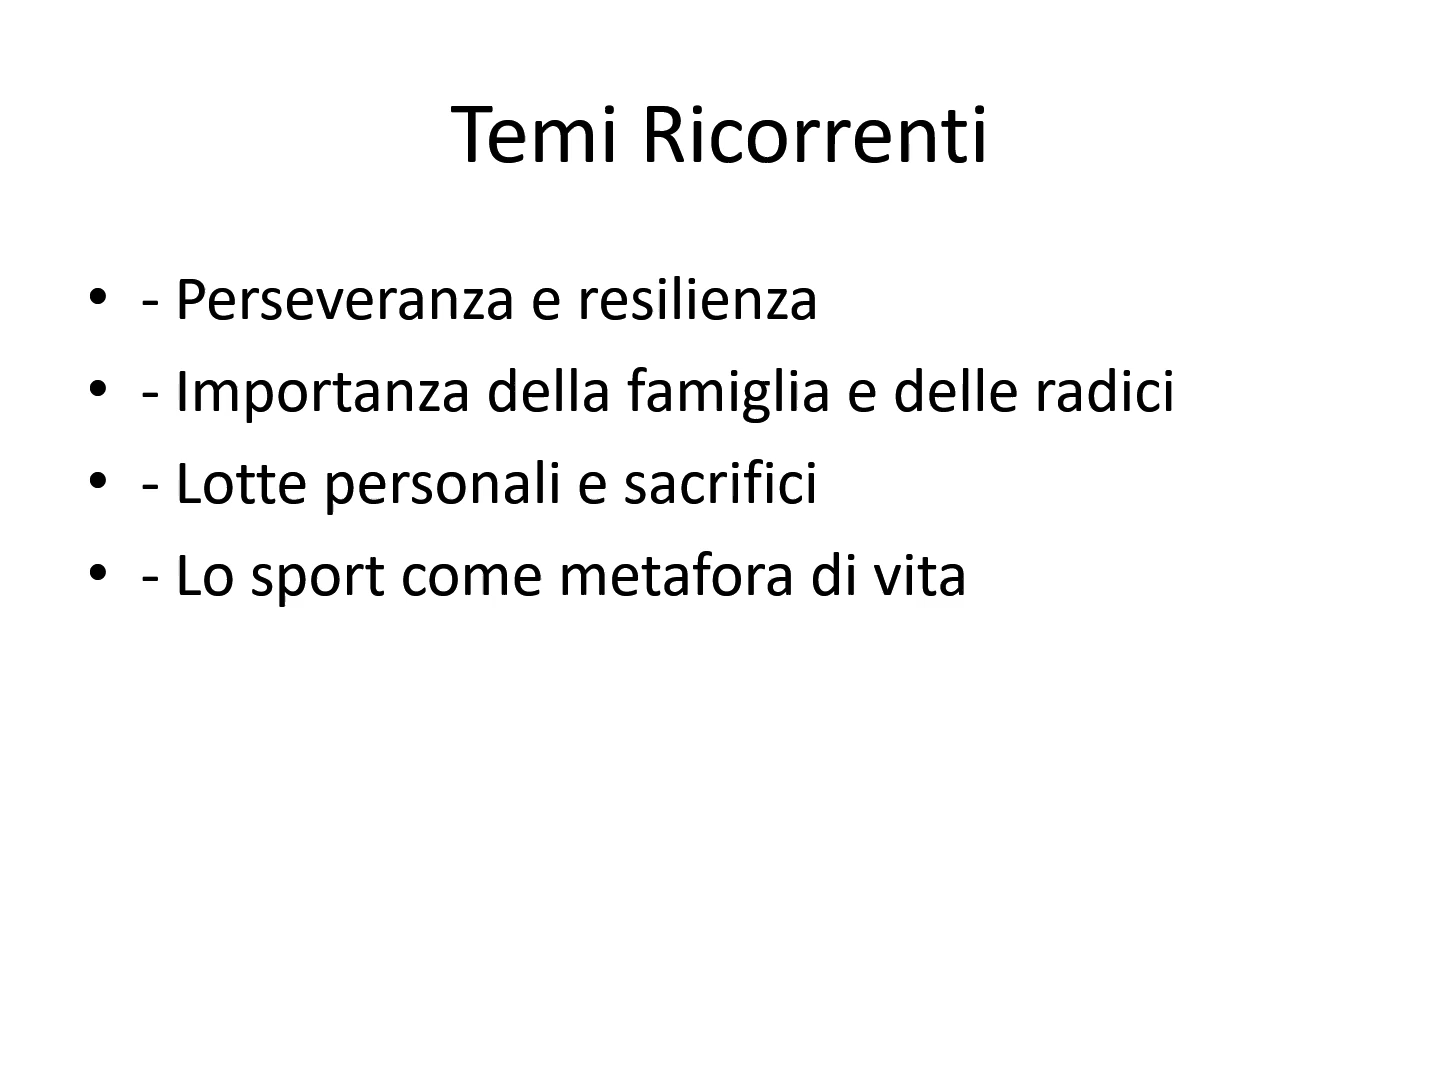 Temi Ricorrenti
• - Perseveranza e resilienza
• - Importanza della famiglia e delle radici
• - Lotte personali e sacrifici
• - Lo sport come metafora di vita